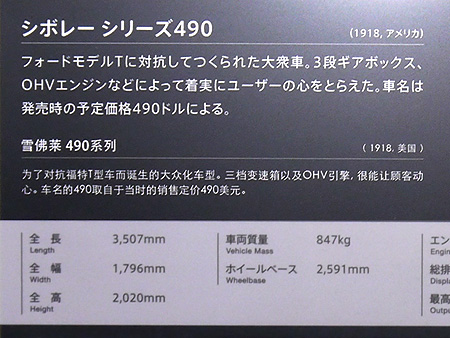 シボレー シリーズ490 (1918, アメリカ)
フォードモデルTに対抗してつくられた大衆車。3段ギアボックス、
OHVエンジンなどによって着実にユーザーの心をとらえた。車名は
発売時の予定価格490ドルによる。
雪佛莱 490系列 (1918, 美国)
为了对抗福特T型车而诞生的大众化车型。三档变速箱以及OHV引擎，很能让顾客动
心。车名的490取自于当时的销售定价490美元。
全長 3,507mm 車両質量 847kg エン
Length Vehicle Mass Engin
全幅 1,796mm ホイールベース 2,591mm 総排
Width Wheelbase Displa
全高 2,020mm 最高
Height Outpu